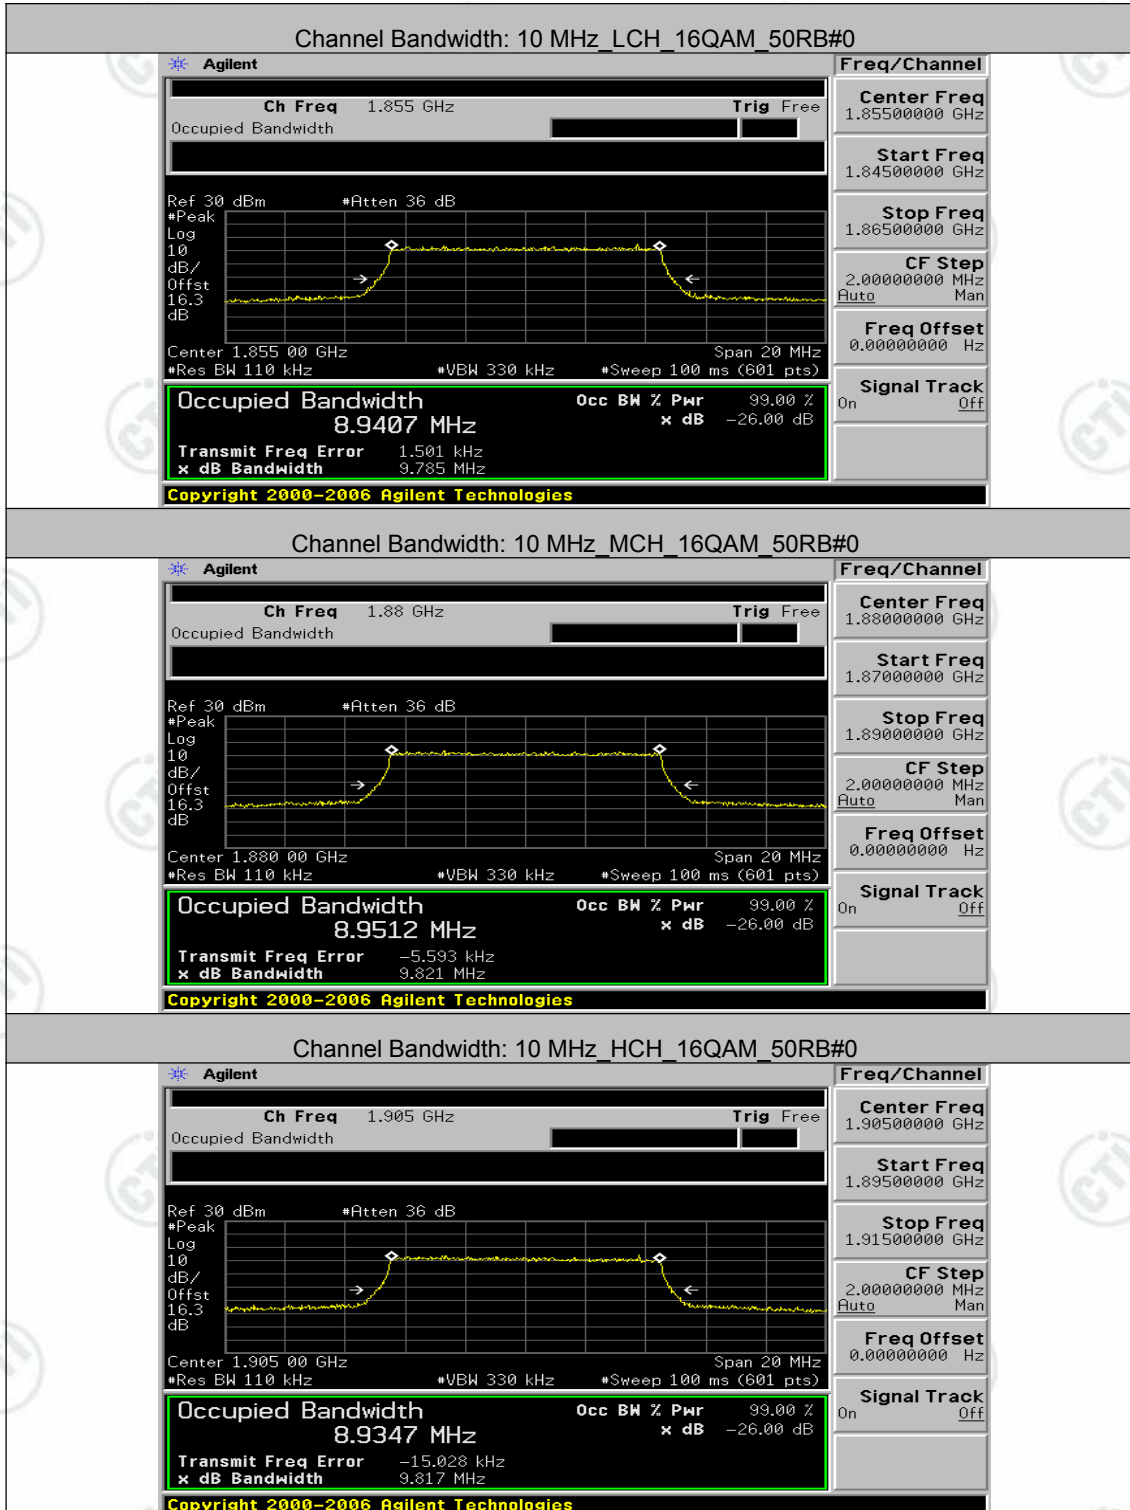 Channel Bandwidth: 10 MHz_LCH_16QAM_50RB#0
Agilent
Freq/Channel
Ch Freq 1.855 GHz Trig Free
Occupied Bandwidth
Center Freq
1.85500000 GHz
Start Freq
1.84500000 GHz
Stop Freq
1.86500000 GHz
CF Step
2.00000000 MHz
Auto Man
Freq Offset
0.00000000 Hz
Signal Track
On Off
Ref 30 dBm #Atten 36 dB
#Peak
Log
10
dB/
Offst
16.3
dB
Center 1.855 00 GHz Span 20 MHz
#Res BW 110 kHz #VBW 330 kHz #Sweep 100 ms (601 pts)
Occupied Bandwidth Occ BW % Pwr 99.00 %
8.9407 MHz x dB -26.00 dB
Transmit Freq Error 1.501 kHz
x dB Bandwidth 9.785 MHz
Copyright 2000-2006 Agilent Technologies
Channel Bandwidth: 10 MHz_MCH_16QAM_50RB#0
Agilent
Freq/Channel
Ch Freq 1.88 GHz Trig Free
Occupied Bandwidth
Center Freq
1.88000000 GHz
Start Freq
1.87000000 GHz
Stop Freq
1.89000000 GHz
CF Step
2.00000000 MHz
Auto Man
Freq Offset
0.00000000 Hz
Signal Track
On Off
Ref 30 dBm #Atten 36 dB
#Peak
Log
10
dB/
Offst
16.3
dB
Center 1.880 00 GHz Span 20 MHz
#Res BW 110 kHz #VBW 330 kHz #Sweep 100 ms (601 pts)
Occupied Bandwidth Occ BW % Pwr 99.00 %
8.9512 MHz x dB -26.00 dB
Transmit Freq Error -5.593 kHz
x dB Bandwidth 9.821 MHz
Copyright 2000-2006 Agilent Technologies
Channel Bandwidth: 10 MHz_HCH_16QAM_50RB#0
Agilent
Freq/Channel
Ch Freq 1.905 GHz Trig Free
Occupied Bandwidth
Center Freq
1.90500000 GHz
Start Freq
1.89500000 GHz
Stop Freq
1.91500000 GHz
CF Step
2.00000000 MHz
Auto Man
Freq Offset
0.00000000 Hz
Signal Track
On Off
Ref 30 dBm #Atten 36 dB
#Peak
Log
10
dB/
Offst
16.3
dB
Center 1.905 00 GHz Span 20 MHz
#Res BW 110 kHz #VBW 330 kHz #Sweep 100 ms (601 pts)
Occupied Bandwidth Occ BW % Pwr 99.00 %
8.9347 MHz x dB -26.00 dB
Transmit Freq Error -15.028 kHz
x dB Bandwidth 9.817 MHz
Copyright 2000-2006 Agilent Technologies